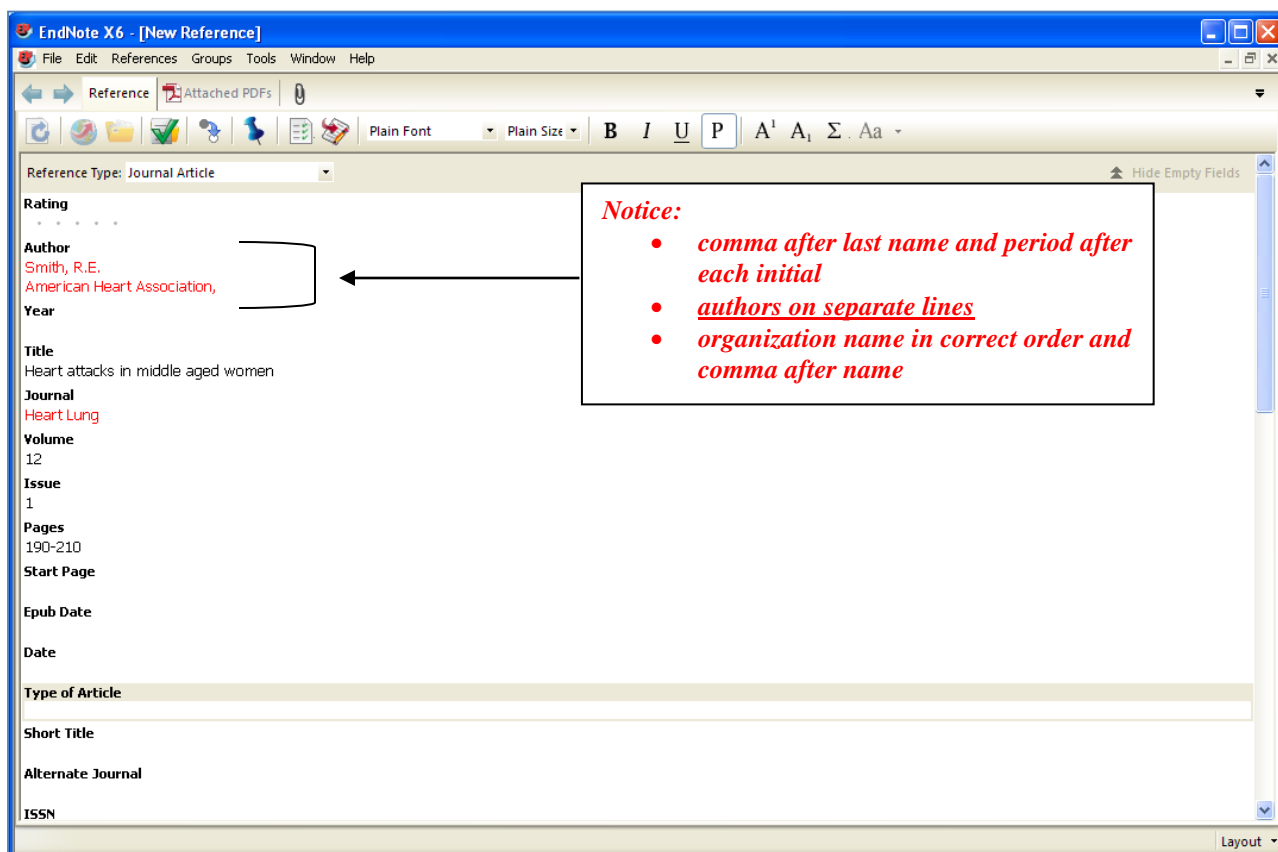 EndNote X6 - [New Reference]
File Edit References Groups Tools Window Help
Reference Attached PDFs
Plain Font Plain Size B I U P A1 A1 Σ Aa
Reference Type: Journal Article Hide Empty Fields
Rating
Author
Smith, R.E.
American Heart Association,
Year
Title
Heart attacks in middle aged women
Journal
Heart Lung
Volume
12
Issue
1
Pages
190-210
Start Page
Epub Date
Date
Type of Article
Short Title
Alternate Journal
ISSN
Notice:
• comma after last name and period after
each initial
• authors on separate lines
• organization name in correct order and
comma after name
Layout